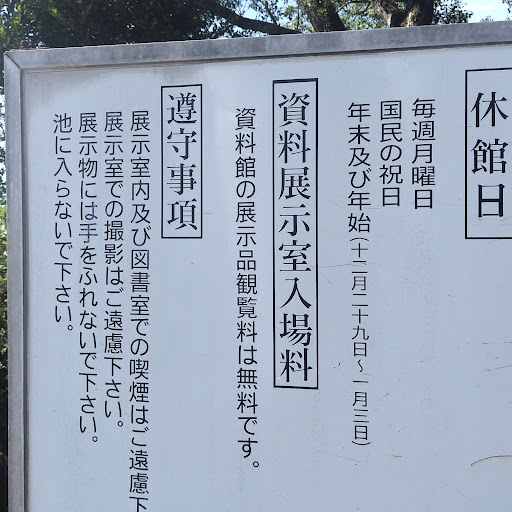 休館日
毎週月曜日
国民の祝日
年末及び年始(十二月二十九日～一月三日)
資料展示室入場料
資料館の展示品観覧料は無料です。
遵守事項
展示室内及び図書室での喫煙はご遠慮下
展示室での撮影はご遠慮下さい。
展示物には手をふれないで下さい。
池に入らないで下さい。